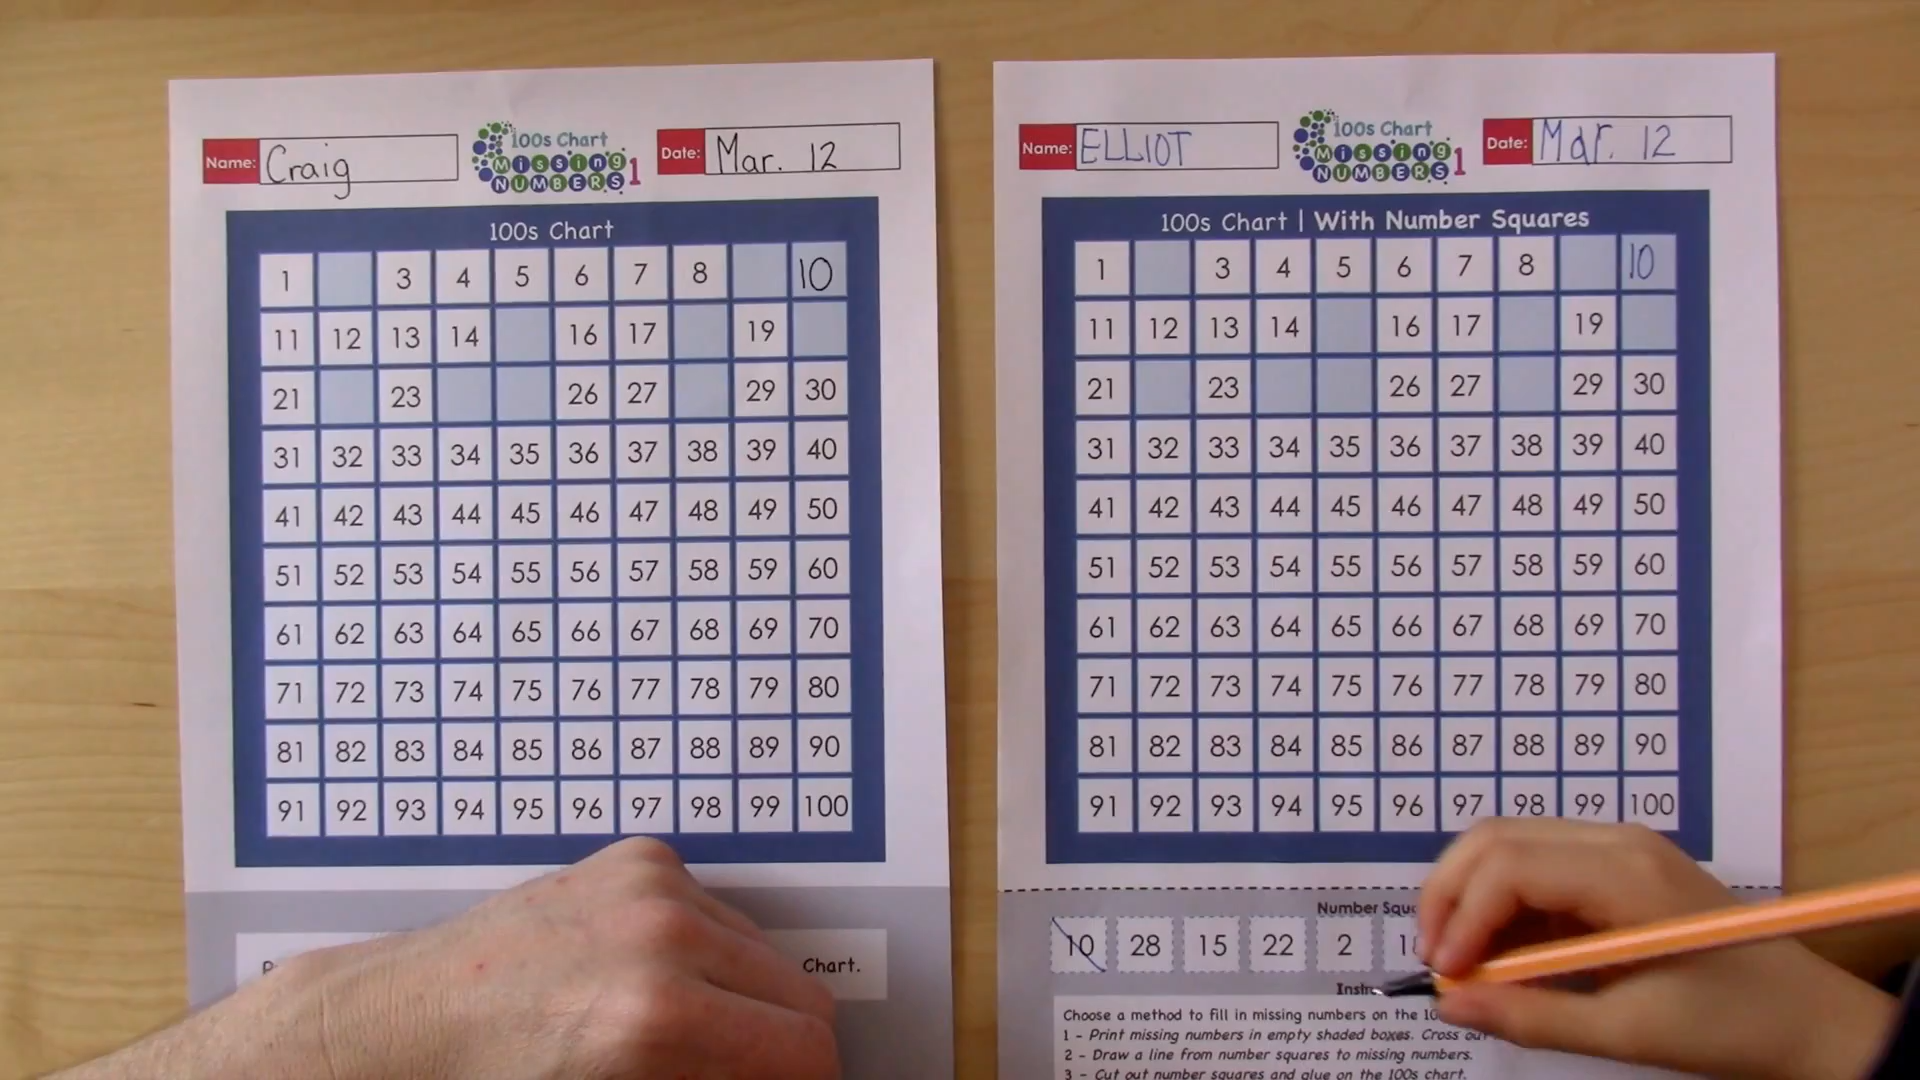 Name: Craig
100s Chart
Missing
NUMBERS 1
Date: Mar. 12
100s Chart
1 3 4 5 6 7 8 10
11 12 13 14 16 17 19
21 23 26 27 29 30
31 32 33 34 35 36 37 38 39 40
41 42 43 44 45 46 47 48 49 50
51 52 53 54 55 56 57 58 59 60
61 62 63 64 65 66 67 68 69 70
71 72 73 74 75 76 77 78 79 80
81 82 83 84 85 86 87 88 89 90
91 92 93 94 95 96 97 98 99 100
Chart.
Name: ELLIOT
100s Chart
Missing
NUMBERS 1
Date: Mar. 12
100s Chart | With Number Squares
1 3 4 5 6 7 8 10
11 12 13 14 16 17 19
21 23 26 27 29 30
31 32 33 34 35 36 37 38 39 40
41 42 43 44 45 46 47 48 49 50
51 52 53 54 55 56 57 58 59 60
61 62 63 64 65 66 67 68 69 70
71 72 73 74 75 76 77 78 79 80
81 82 83 84 85 86 87 88 89 90
91 92 93 94 95 96 97 98 99 100
Number
10 28 15 22 2
Choose a method to fill in missing numbers on the
1 - Print missing numbers in empty shaded boxes. Cross
2 - Draw a line from number squares to missing numbers.
3 - Cut out number squares and glue on the 100s chart.